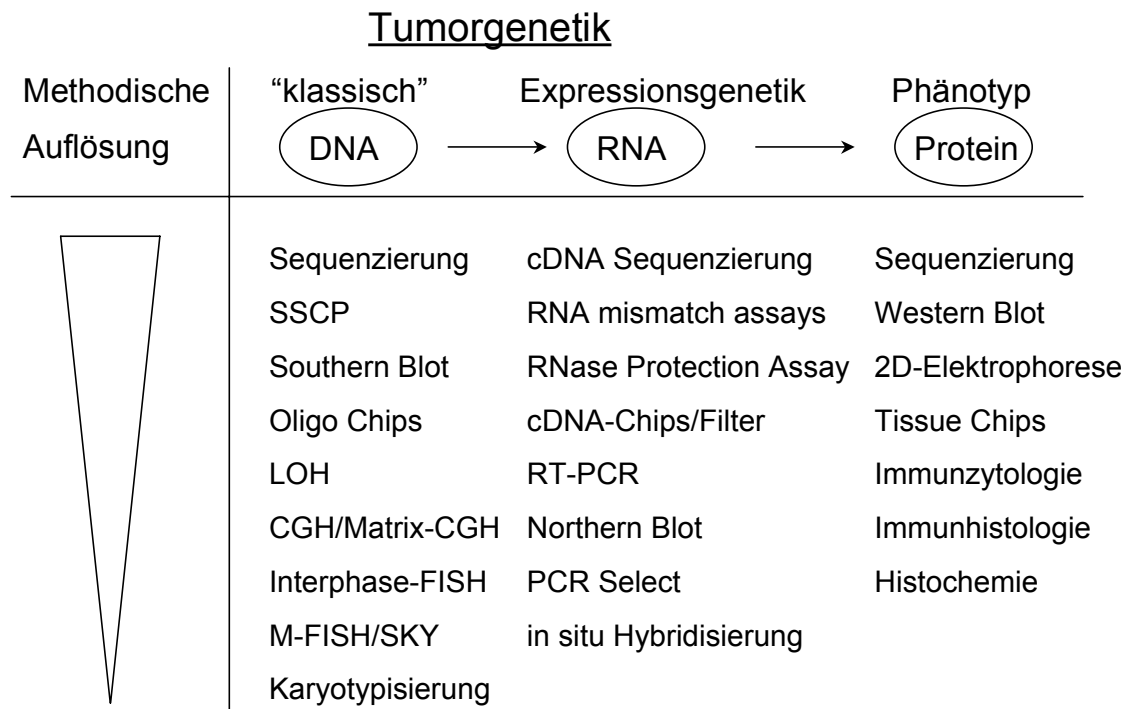 Tumorgenetik
Methodische “klassisch” Expressionsgenetik Phänotyp
Auflösung DNA RNA Protein
Sequenzierung cDNA Sequenzierung Sequenzierung
SSCP RNA mismatch assays Western Blot
Southern Blot RNase Protection Assay 2D-Elektrophorese
Oligo Chips cDNA-Chips/Filter Tissue Chips
LOH RT-PCR Immunzytologie
CGH/Matrix-CGH Northern Blot Immunhistologie
Interphase-FISH PCR Select Histochemie
M-FISH/SKY in situ Hybridisierung
Karyotypisierung